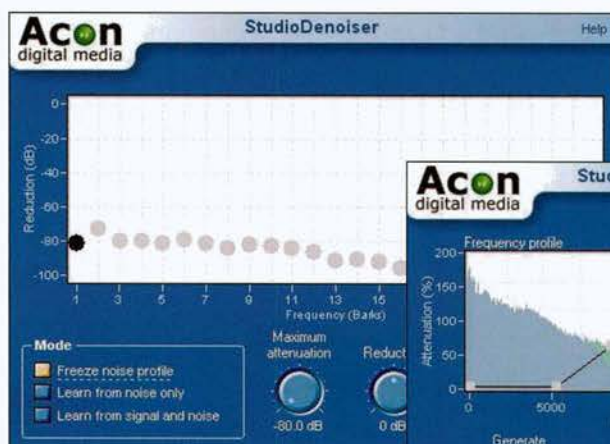 Acon
digital media
StudioDenoiser
Help
0
-20
-40
-60
-80
-100
Reduction (dB)
1 3 5 7 9 11 13 15
Frequency (Barks)
Mode
Freeze noise profile
Learn from noise only
Learn from signal and noise
Maximum
attenuation
-80.0 dB
0 dB
Acon
digital media
Frequency profile
200
150
100
50
0
Attenuation (%)
0 5000
Generate